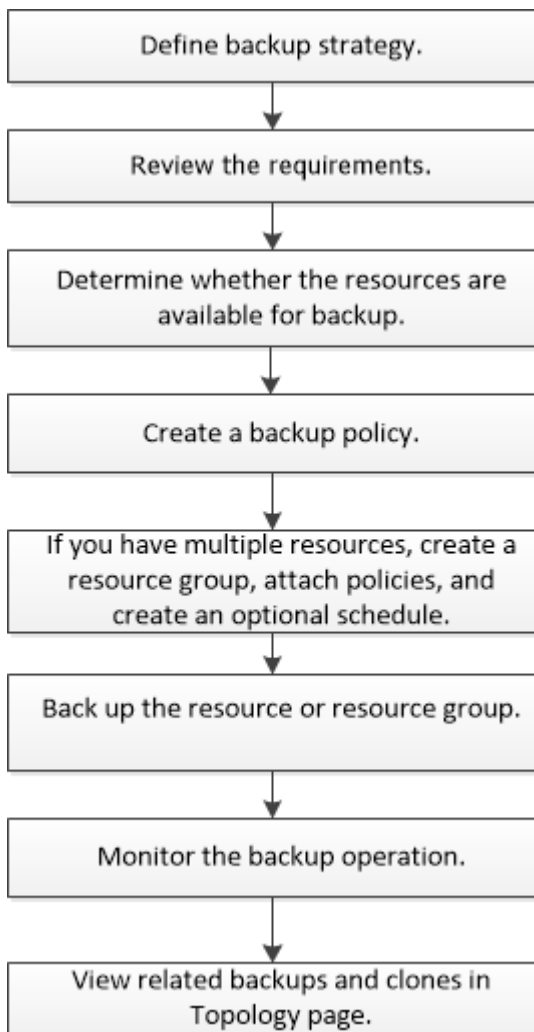 Define backup strategy.
Review the requirements.
Determine whether the resources are
available for backup.
Create a backup policy.
If you have multiple resources, create a
resource group, attach policies, and
create an optional schedule.
Back up the resource or resource group.
Monitor the backup operation.
View related backups and clones in
Topology page.